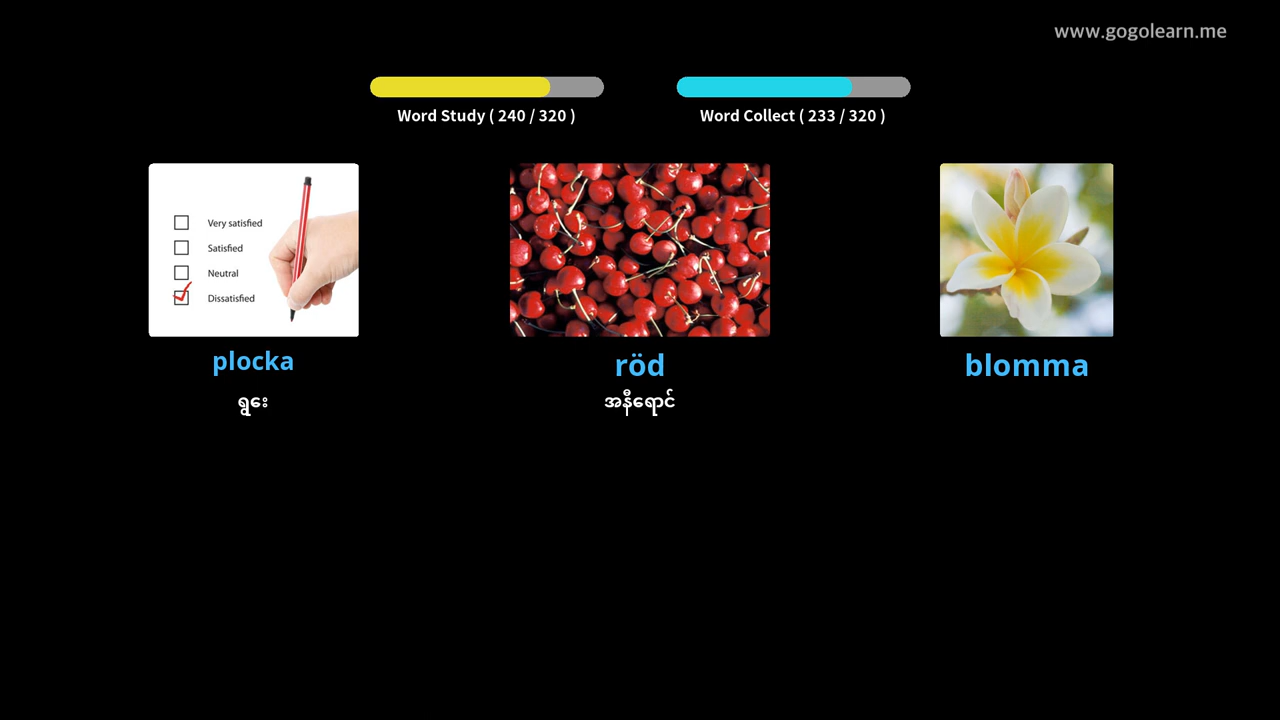 www.gogolearn.me
Word Study ( 240 / 320 )
Word Collect ( 233 / 320 )
Very satisfied
Satisfied
Neutral
Dissatisfied
plocka
ရွေး
röd
အနီရောင်
blomma